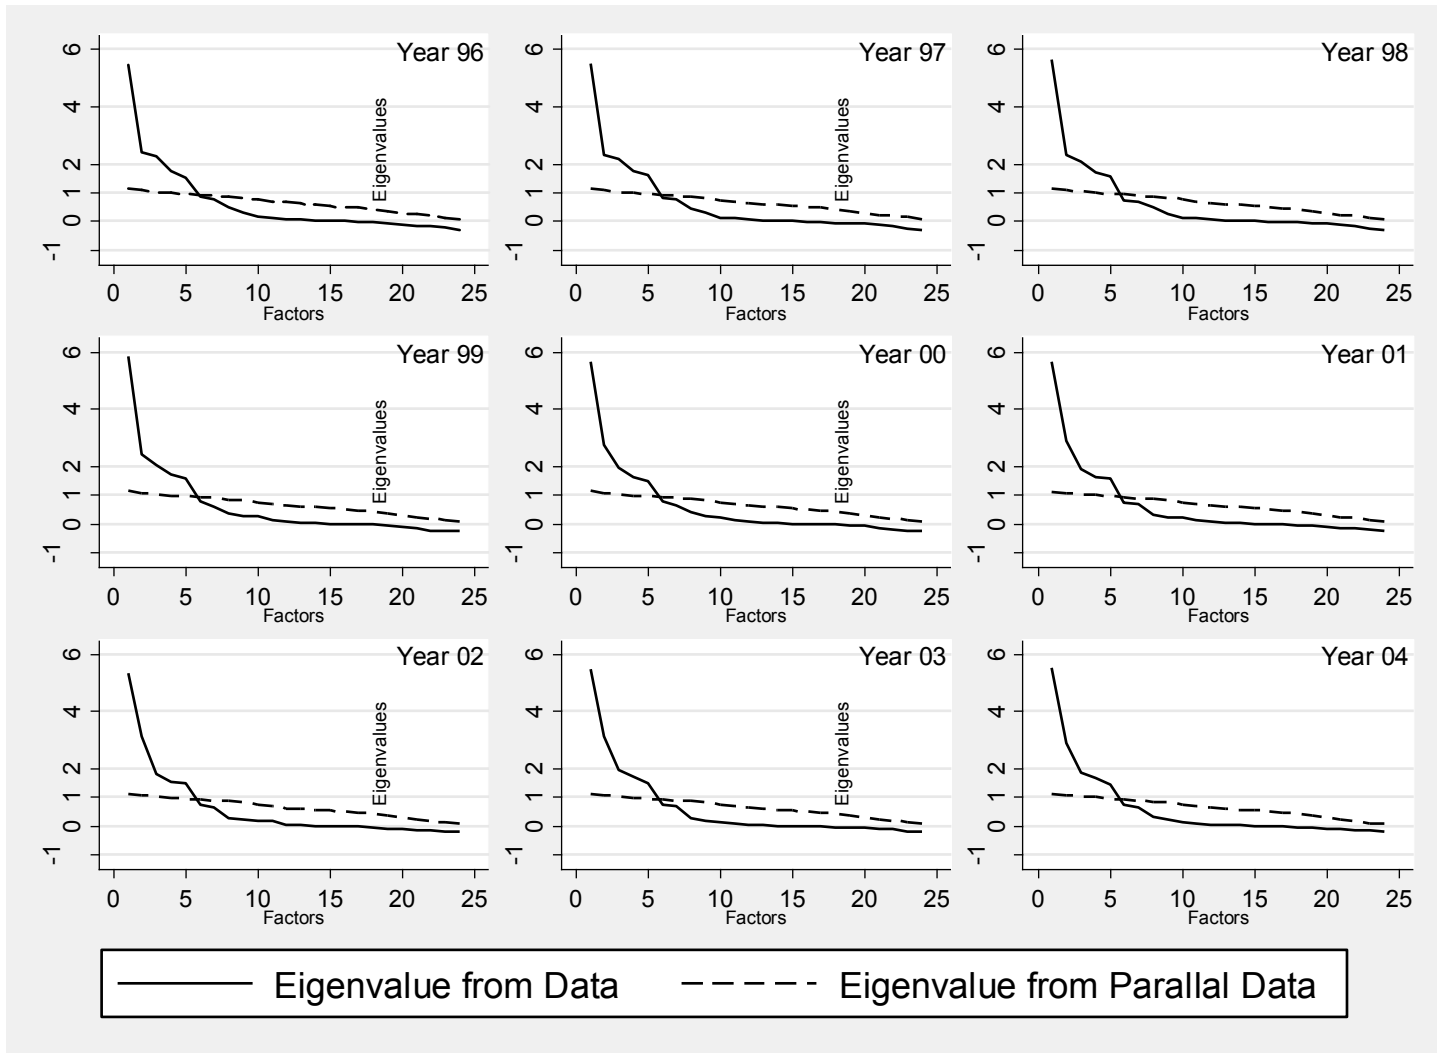 Year 96
6
4
2
1
0
-1
0 5 10 15 20 25
Factors
Eigenvalues
Year 97
6
4
2
1
0
-1
0 5 10 15 20 25
Factors
Eigenvalues
Year 98
6
4
2
1
0
-1
0 5 10 15 20 25
Factors
Year 99
6
4
2
1
0
-1
0 5 10 15 20 25
Factors
Eigenvalues
Year 00
6
4
2
1
0
-1
0 5 10 15 20 25
Factors
Eigenvalues
Year 01
6
4
2
1
0
-1
0 5 10 15 20 25
Factors
Year 02
6
4
2
1
0
-1
0 5 10 15 20 25
Factors
Eigenvalues
Year 03
6
4
2
1
0
-1
0 5 10 15 20 25
Factors
Eigenvalues
Year 04
6
4
2
1
0
-1
0 5 10 15 20 25
Factors
Eigenvalue from Data Eigenvalue from Parallal Data